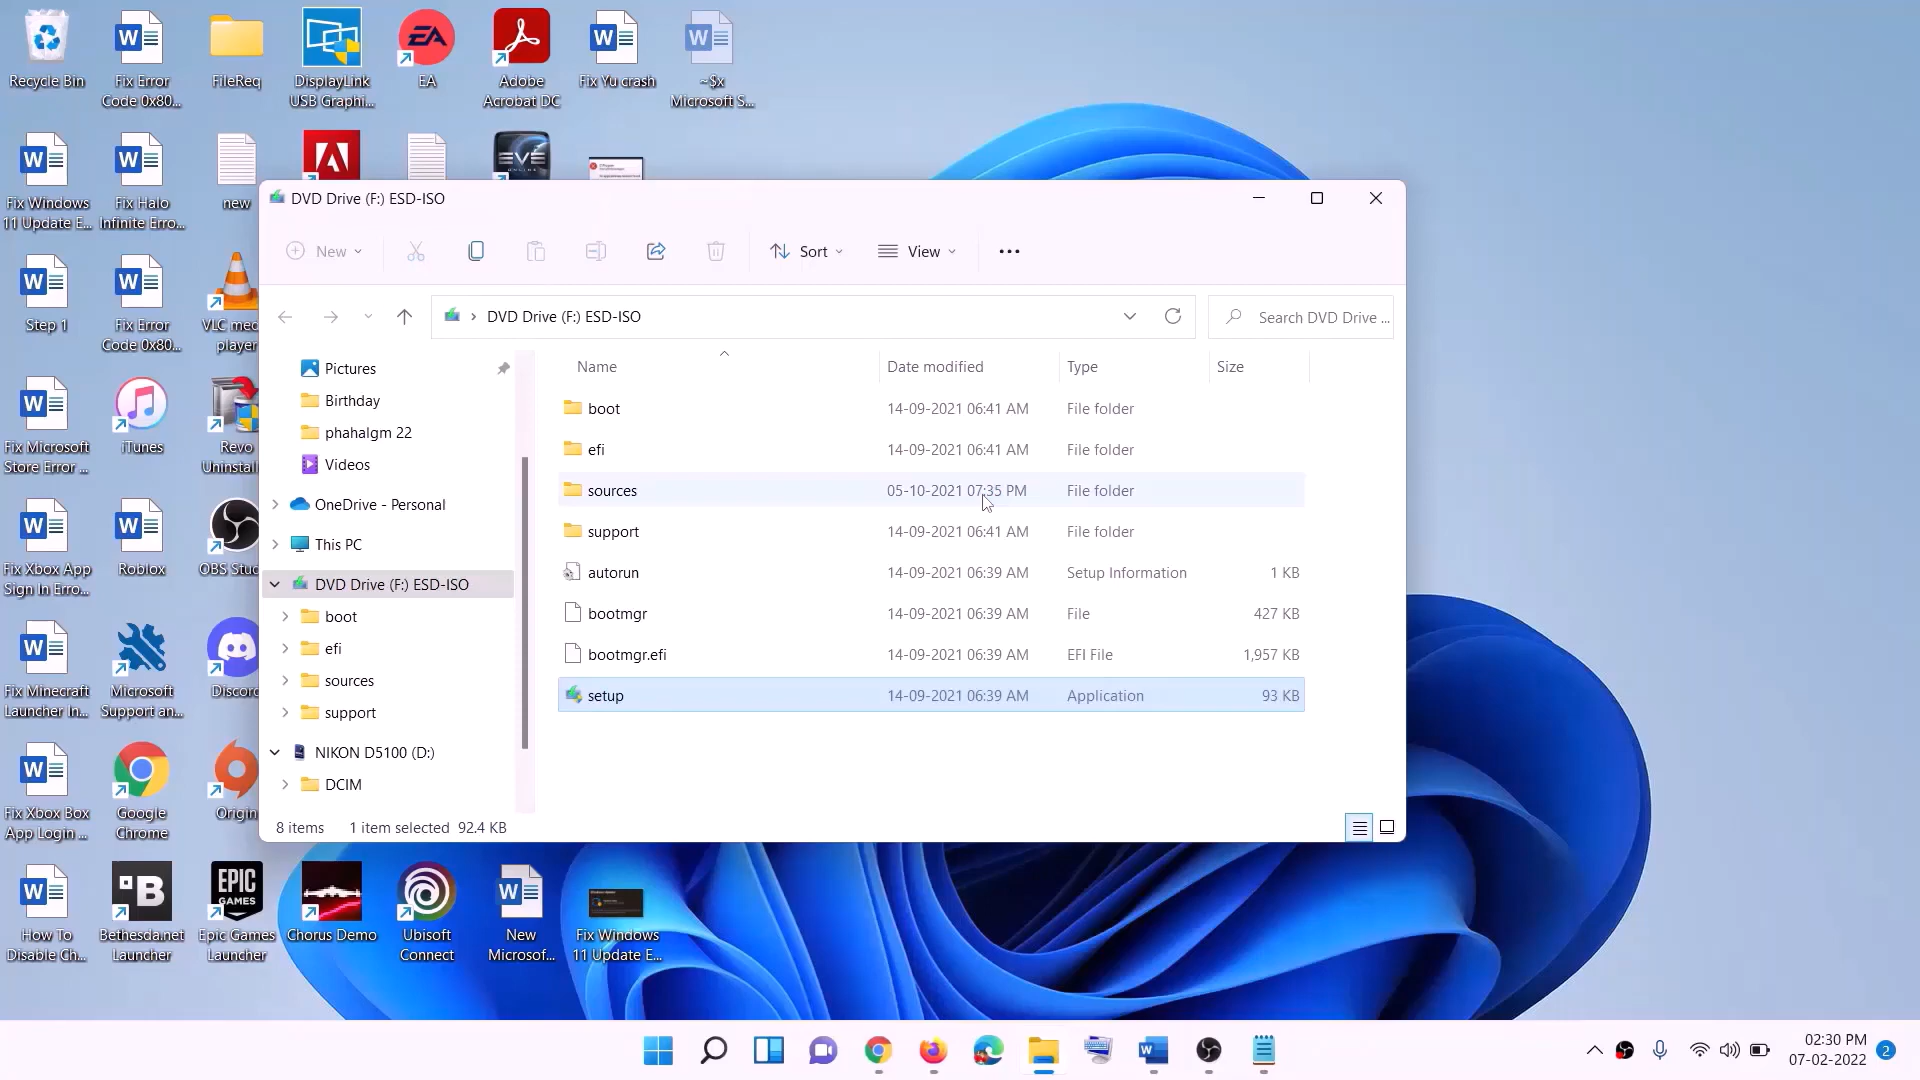 Recycle Bin
Fix Error
Code 0x80...
FileReq
DisplayLink
USB Graphi...
EA
Adobe
Acrobat DC
Fix Yu crash
~$x
Microsoft S...
Fix Windows
11 Update E...
Fix Halo
Infinite Erro...
new
EVE
ONLINE
Step 1
Fix Error
Code 0x80...
VLC med
player
Fix Microsoft
Store Error ...
iTunes
Revo
Uninstall
Fix Xbox App
Sign In Erro...
Roblox
OBS Stud
Fix Minecraft
Launcher In...
Microsoft
Support an...
Discord
Fix Xbox Box
App Login ...
Google
Chrome
Origin
How To
Disable Ch...
Bethesda.net
Launcher
EPIC
GAMES
Epic Games
Launcher
Chorus Demo
Ubisoft
Connect
New
Microsof...
Fix Windows
11 Update E...
DVD Drive (F:) ESD-ISO
New
Sort
View
DVD Drive (F:) ESD-ISO
Search DVD Drive ...
Pictures
Birthday
phahalgm 22
Videos
OneDrive - Personal
This PC
DVD Drive (F:) ESD-ISO
boot
efi
sources
support
NIKON D5100 (D:)
DCIM
Name Date modified Type Size
boot 14-09-2021 06:41 AM File folder
efi 14-09-2021 06:41 AM File folder
sources 05-10-2021 07:35 PM File folder
support 14-09-2021 06:41 AM File folder
autorun 14-09-2021 06:39 AM Setup Information 1 KB
bootmgr 14-09-2021 06:39 AM File 427 KB
bootmgr.efi 14-09-2021 06:39 AM EFI File 1,957 KB
setup 14-09-2021 06:39 AM Application 93 KB
8 items 1 item selected 92.4 KB
02:30 PM
07-02-2022
2